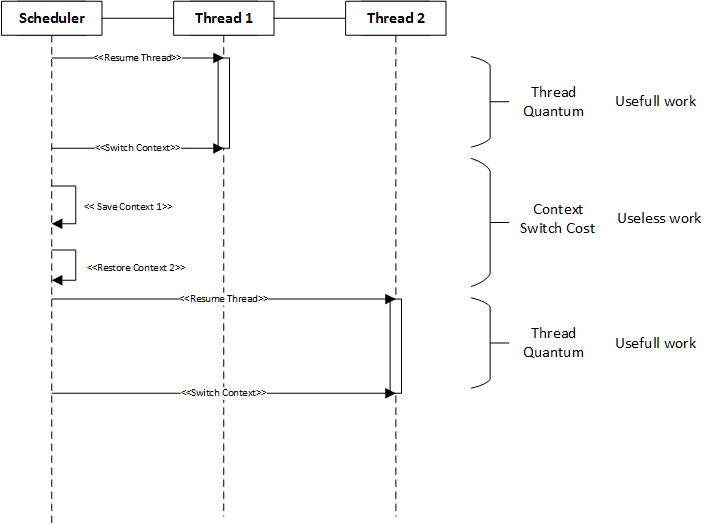 Scheduler
Thread 1
Thread 2
<<Resume Thread>>
Thread
Quantum
Usefull work
<<Switch Context>>
<< Save Context 1>>
Context
Switch Cost
Useless work
<<Restore Context 2>>
<<Resume Thread>>
Thread
Quantum
Usefull work
<<Switch Context>>